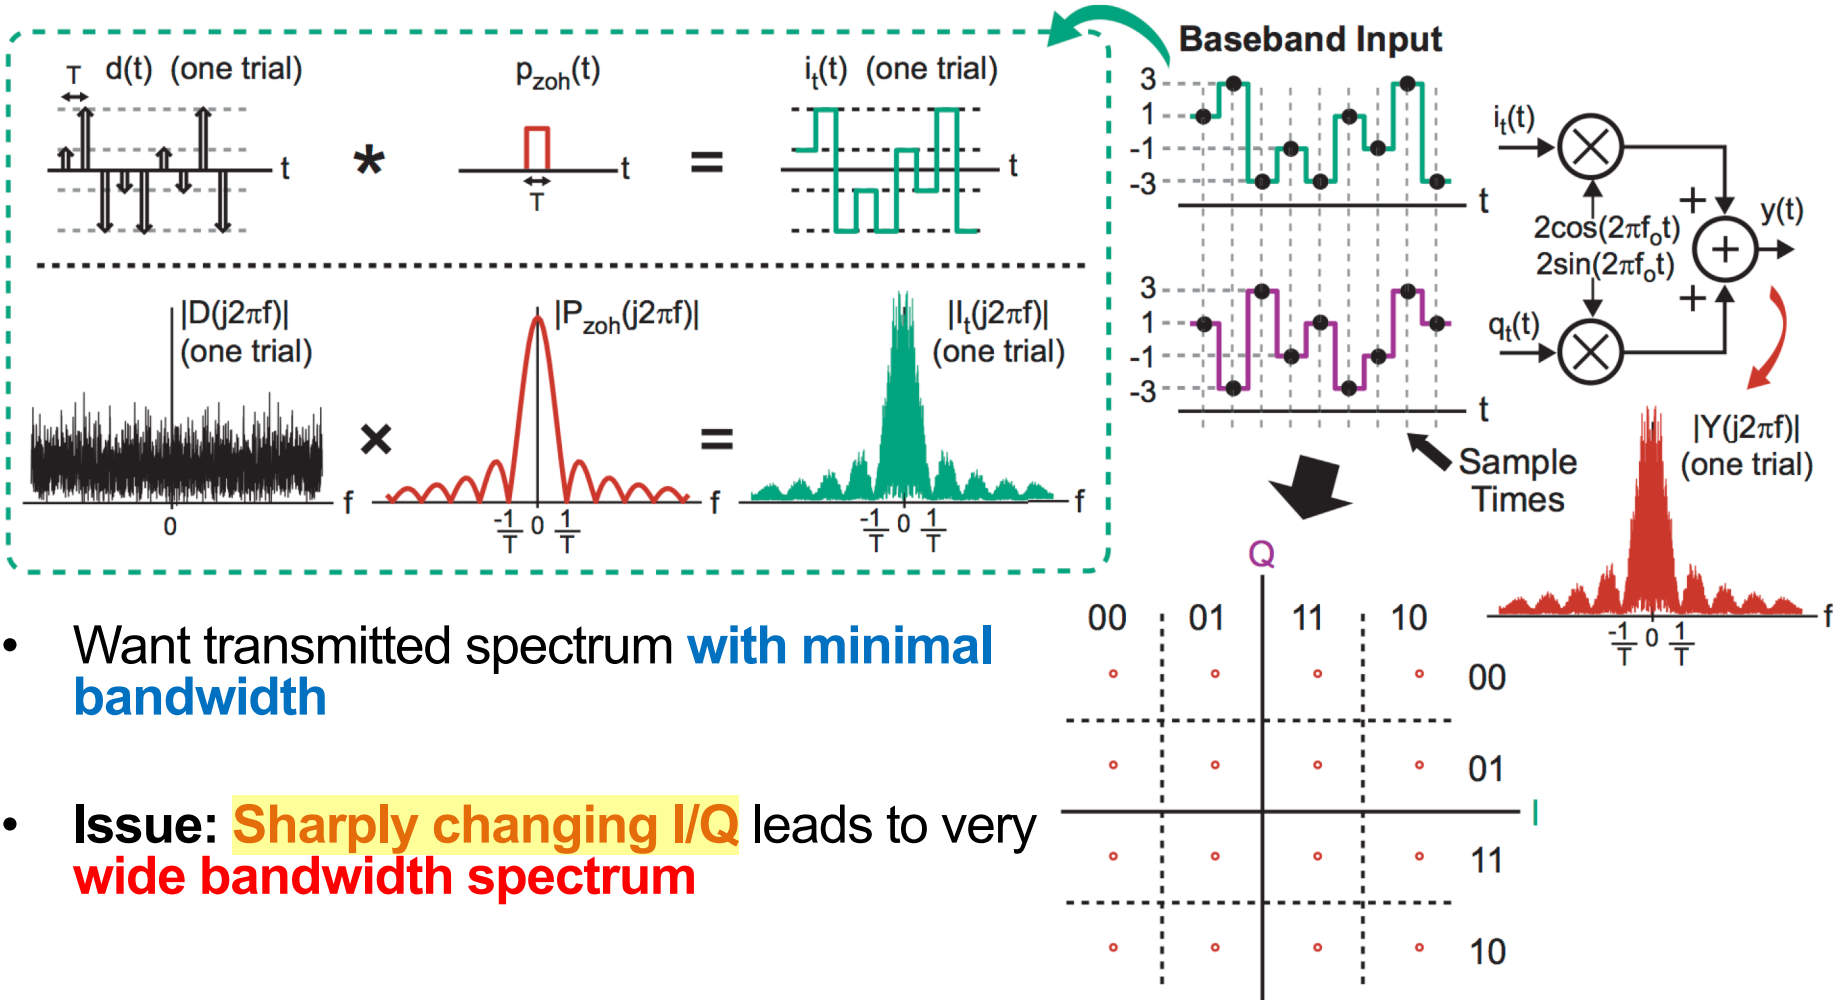 T d(t) (one trial)
p_zoh(t)
i_t(t) (one trial)
t
*
t
T
=
t
|D(j2πf)|
(one trial)
f
0
×
|P_zoh(j2πf)|
f
-1/T 0 1/T
=
|I_t(j2πf)|
(one trial)
f
-1/T 0 1/T
Baseband Input
3
1
-1
-3
t
3
1
-1
-3
t
Sample
Times
i_t(t)
2cos(2πf_ot)
2sin(2πf_ot)
q_t(t)
+
+
+
y(t)
|Y(j2πf)|
(one trial)
f
-1/T 0 1/T
• Want transmitted spectrum with minimal
bandwidth
• Issue: Sharply changing I/Q leads to very
wide bandwidth spectrum
Q
00 01 11 10
00
01
I
11
10